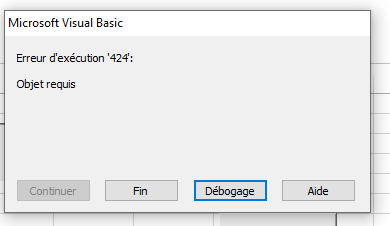 Microsoft Visual Basic
Erreur d'exécution '424':
Objet requis
Continuer
Fin
Débogage
Aide